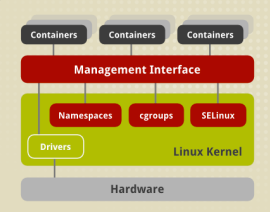 Containers Containers Containers
Management Interface
Namespaces cgroups SELinux
Drivers
Linux Kernel
Hardware